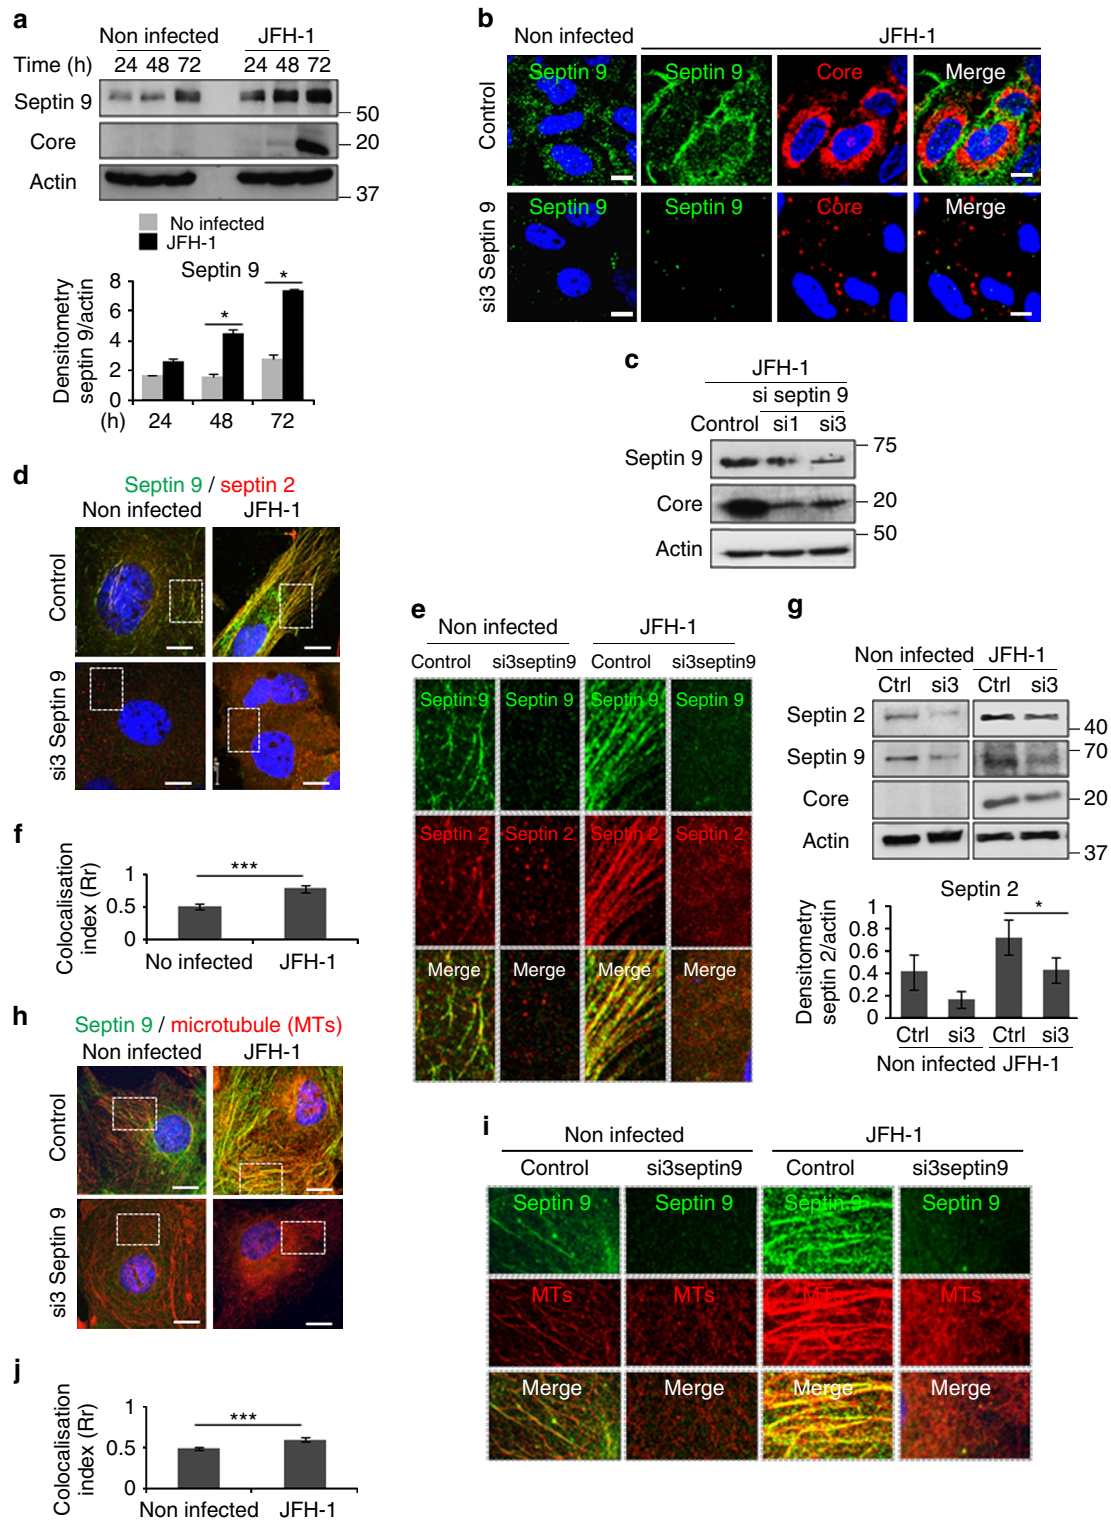 a
Non infected JFH-1
Time (h) 24 48 72 24 48 72
Septin 9
50
Core
20
Actin
37
No infected
JFH-1
Septin 9
Densitometry
septin 9/actin
8
6
4
2
0
* *
(h) 24 48 72
b
Non infected JFH-1
Control
Septin 9 Septin 9 Core Merge
si3 Septin 9
Septin 9 Septin 9 Core Merge
c
JFH-1
si septin 9
Control si1 si3
75
Septin 9
Core
20
50
Actin
d
Septin 9 / septin 2
Non infected JFH-1
Control
si3 Septin 9
e
Non infected JFH-1
Control si3septin9 Control si3septin9
Septin 9 Septin 9 Septin 9 Septin 9
Septin 2 Septin 2 Septin 2 Septin 2
Merge Merge Merge Merge
f
Colocalisation
index (Rr)
1
0.5
0
***
No infected JFH-1
g
Non infected JFH-1
Ctrl si3 Ctrl si3
Septin 2
40
Septin 9
70
Core
20
Actin
37
Septin 2
Densitometry
septin 2/actin
1
0.8
0.6
0.4
0.2
0
*
Ctrl si3 Ctrl si3
Non infected JFH-1
h
Septin 9 / microtubule (MTs)
Non infected JFH-1
Control
si3 Septin 9
i
Non infected JFH-1
Control si3septin9 Control si3septin9
Septin 9 Septin 9 Septin 9 Septin 9
MTs MTs MTs MTs
Merge Merge Merge Merge
j
Colocalisation
index (Rr)
1
0.5
0
***
Non infected JFH-1